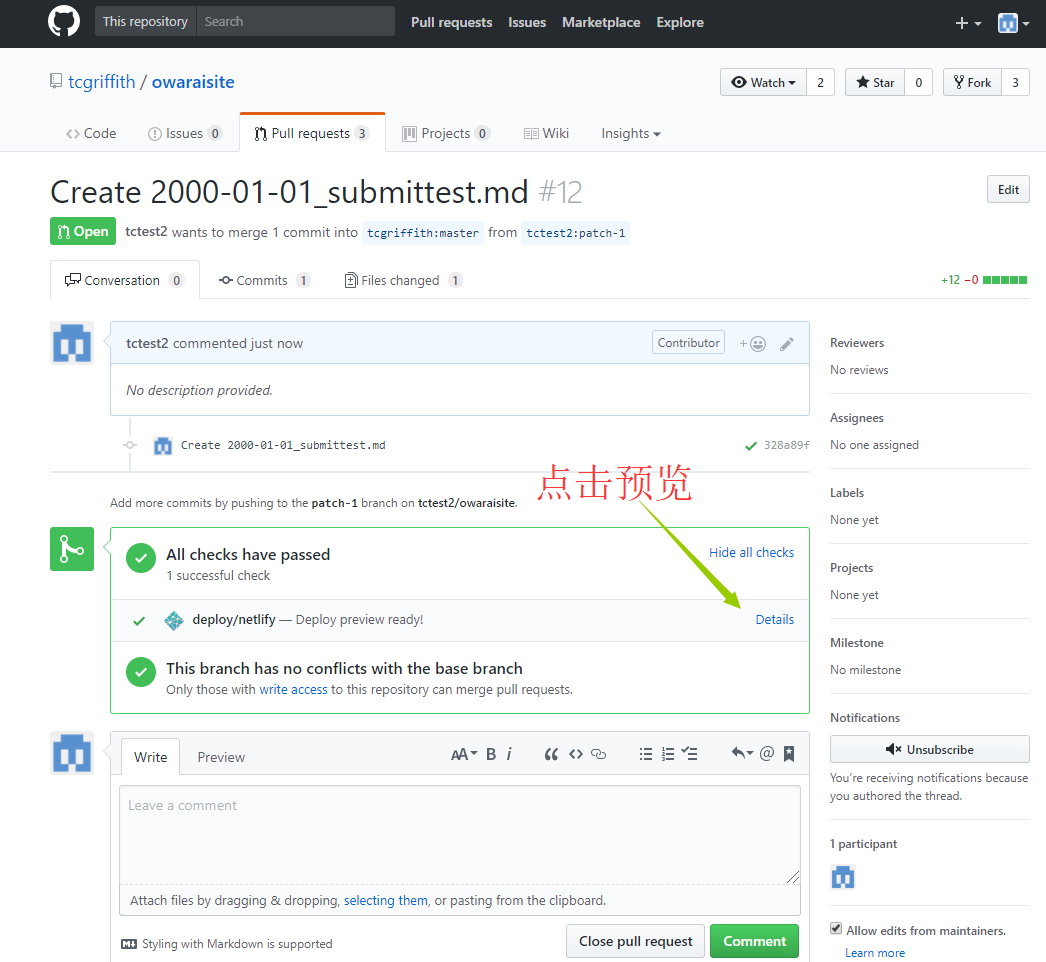 This repository Search Pull requests Issues Marketplace Explore
tcgriffith / owaraisite Watch 2 Star 0 Fork 3
Code Issues 0 Pull requests 3 Projects 0 Wiki Insights
Create 2000-01-01_submittest.md #12 Edit
Open tctest2 wants to merge 1 commit into tcgriffith:master from tctest2:patch-1
Conversation 0 Commits 1 Files changed 1 +12 −0
tctest2 commented just now Contributor
No description provided.
Create 2000-01-01_submittest.md 328a89f
点击预览
Add more commits by pushing to the patch-1 branch on tctest2/owaraisite.
All checks have passed Hide all checks
1 successful check
deploy/netlify — Deploy preview ready! Details
This branch has no conflicts with the base branch
Only those with write access to this repository can merge pull requests.
Write Preview AA B i
Leave a comment
Attach files by dragging & dropping, selecting them, or pasting from the clipboard.
Styling with Markdown is supported Close pull request Comment
Reviewers
No reviews
Assignees
No one assigned
Labels
None yet
Projects
None yet
Milestone
No milestone
Notifications
Unsubscribe
You're receiving notifications because
you authored the thread.
1 participant
Allow edits from maintainers.
Learn more